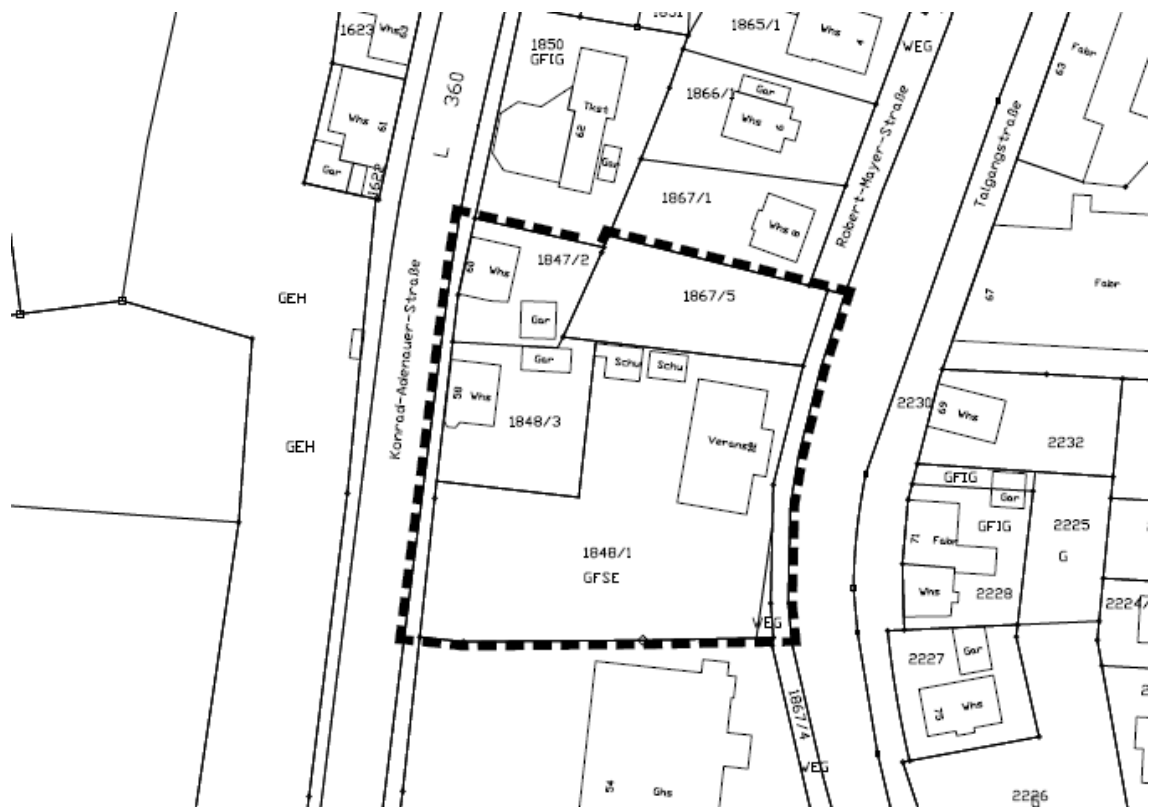 1623
Whs
1851
1865/1
Whs
4
WEG
1850
GFIG
Fabr
63
L 360
1866/1
Gar
Whs
6
Tkst
62
Gar
Whs
61
Gar
1622
Robert-Mayer-Straße
Talgangstraße
1867/1
Whs
8
60
Whs
1847/2
GEH
1867/5
67
Fabr
Gar
Konrad-Adenauer-Straße
Gar
Schu
Schu
58
Whs
1848/3
2230
69
Whs
2232
GEH
GFIG
Gar
GFIG
2225
G
71
Fabr
1848/1
GFSE
Whs
2228
2224/
WEG
2227
Gar
1867/4
75
Whs
WEG
54
Ghs
2226